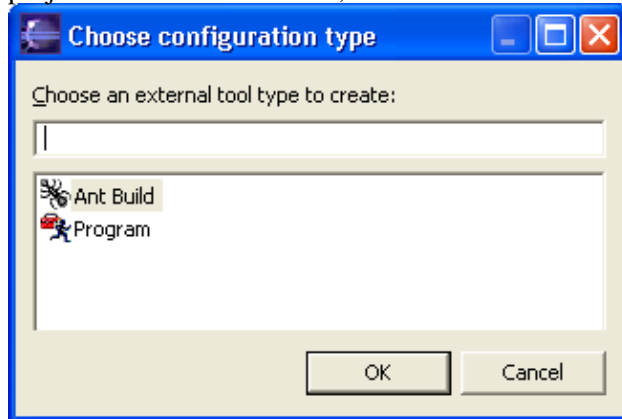 Choose configuration type
Choose an external tool type to create:
Ant Build
Program
OK Cancel